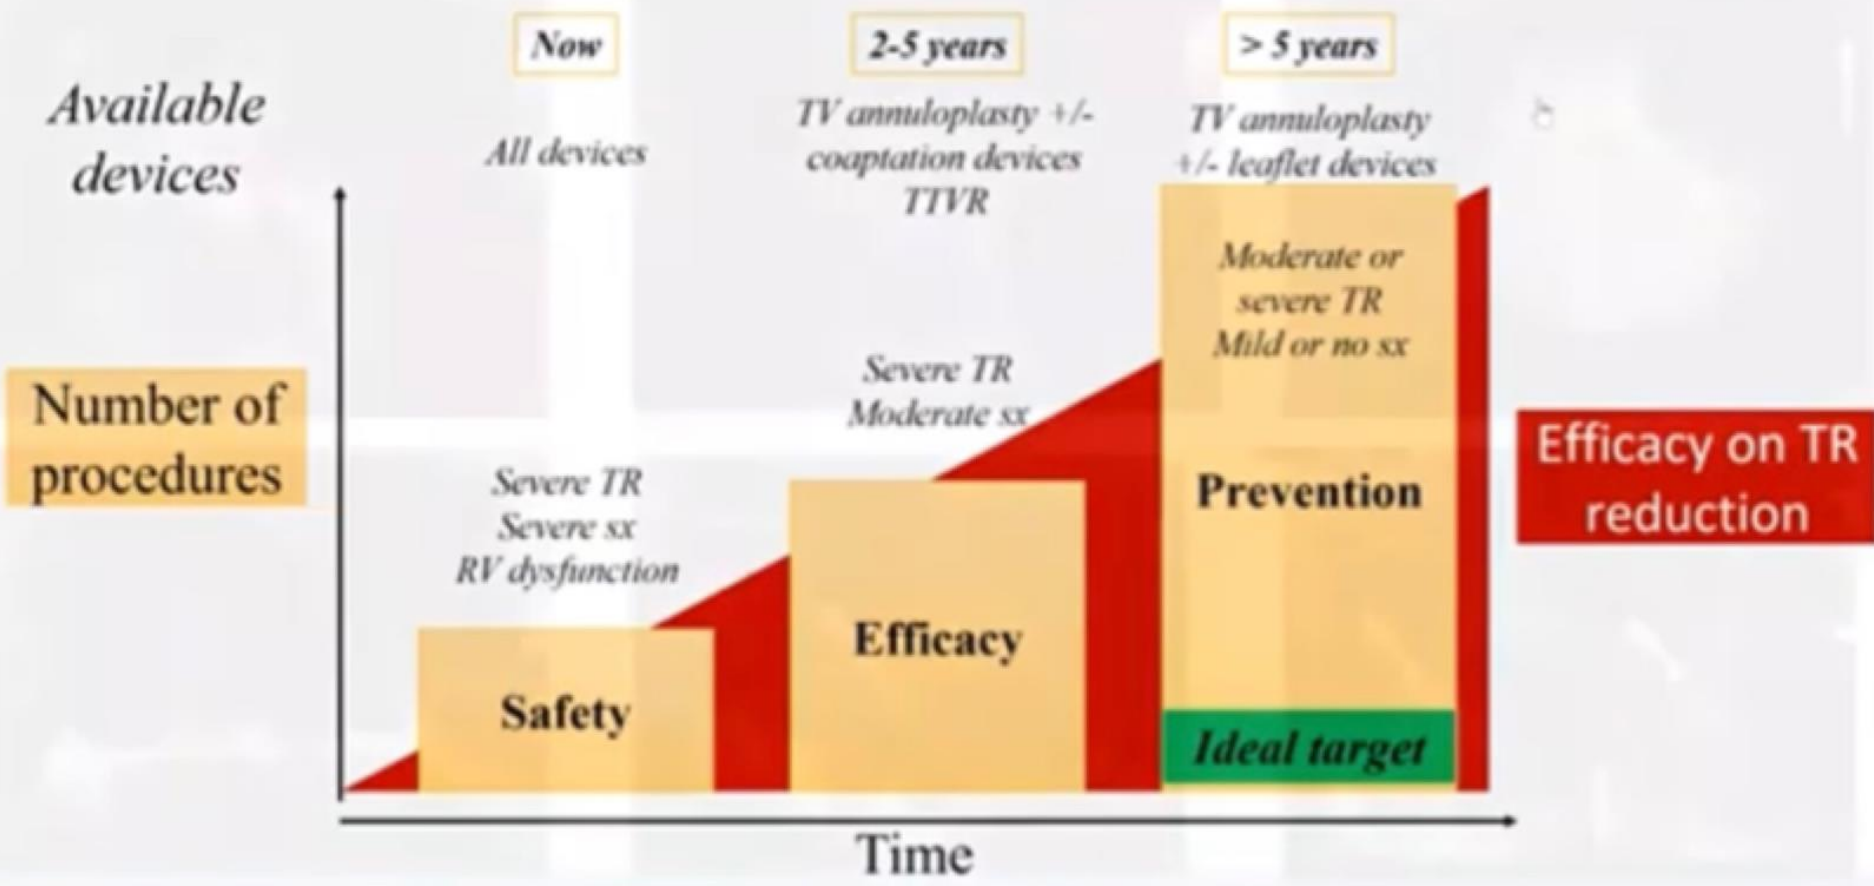 Now
2-5 years
> 5 years
Available
devices
All devices
TV annuloplasty +/-
coaptation devices
TTVR
TV annuloplasty
+/- leaflet devices
Number of
procedures
Severe TR
Severe sx
RV dysfunction
Safety
Severe TR
Moderate sx
Efficacy
Moderate or
severe TR
Mild or no sx
Prevention
Ideal target
Efficacy on TR
reduction
Time